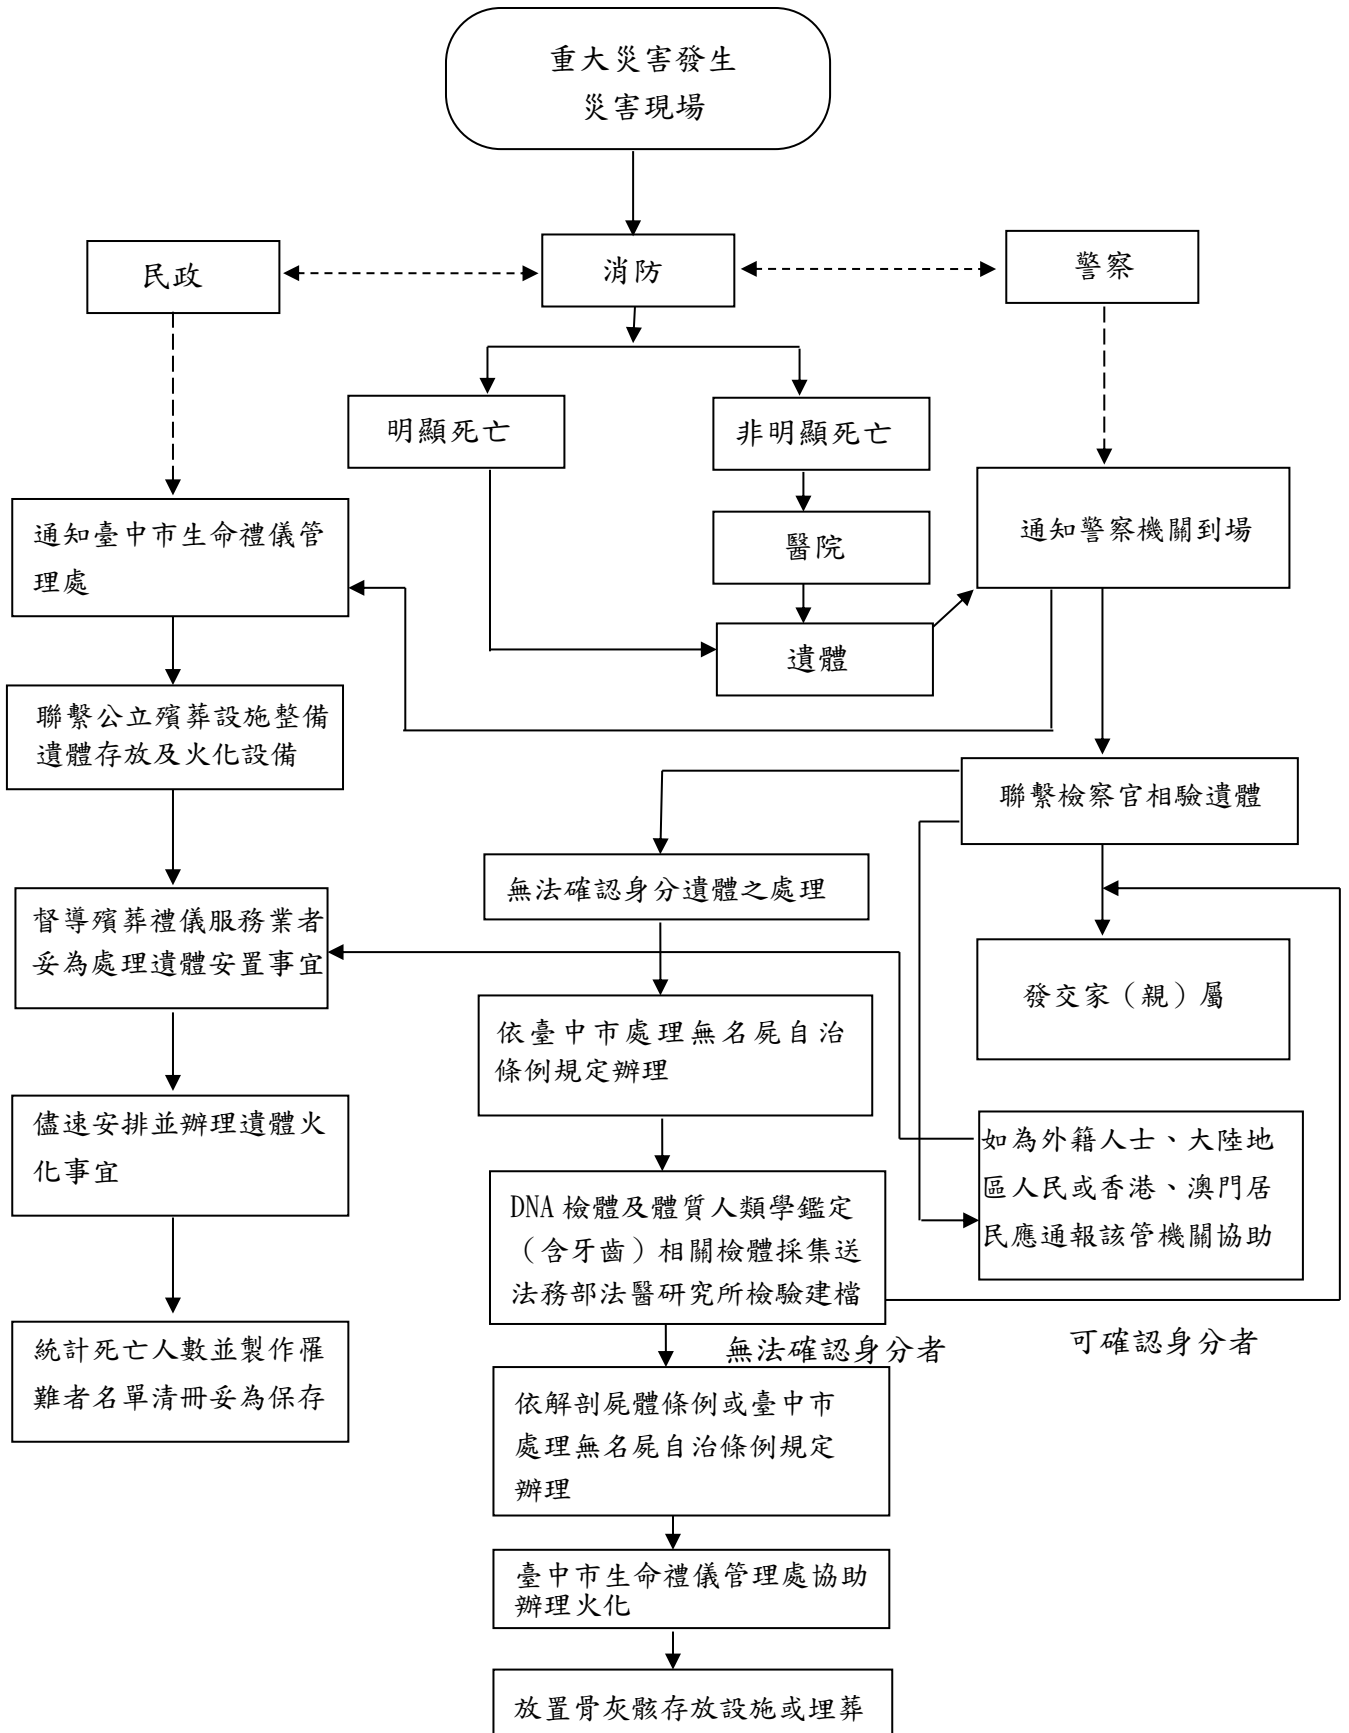 重大災害發生
災害現場
民政
消防
警察
明顯死亡
非明顯死亡
通知臺中市生命禮儀管
理處
醫院
通知警察機關到場
遺體
聯繫公立殯葬設施整備
遺體存放及火化設備
聯繫檢察官相驗遺體
無法確認身分遺體之處理
督導殯葬禮儀服務業者
妥為處理遺體安置事宜
發交家（親）屬
依臺中市處理無名屍自治
條例規定辦理
儘速安排並辦理遺體火
化事宜
如為外籍人士、大陸地
區人民或香港、澳門居
民應通報該管機關協助
DNA 檢體及體質人類學鑑定
（含牙齒）相關檢體採集送
法務部法醫研究所檢驗建檔
統計死亡人數並製作罹
難者名單清冊妥為保存
無法確認身分者
可確認身分者
依解剖屍體條例或臺中市
處理無名屍自治條例規定
辦理
臺中市生命禮儀管理處協助
辦理火化
放置骨灰骸存放設施或埋葬